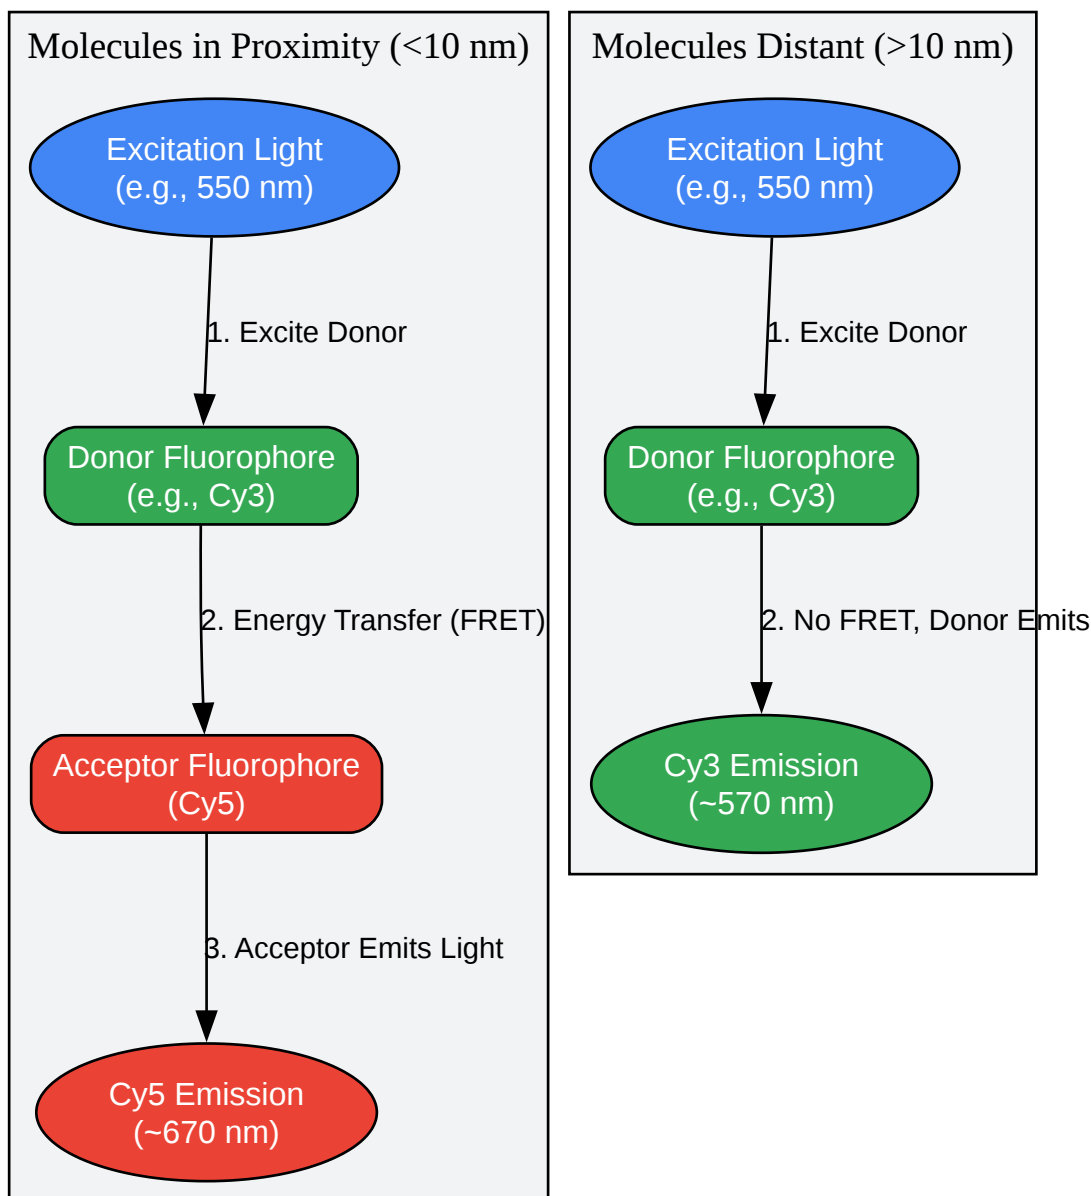 Molecules in Proximity (<10 nm)
Excitation Light
(e.g., 550 nm)
1. Excite Donor
Donor Fluorophore
(e.g., Cy3)
2. Energy Transfer (FRET)
Acceptor Fluorophore
(Cy5)
3. Acceptor Emits Light
Cy5 Emission
(~670 nm)
Molecules Distant (>10 nm)
Excitation Light
(e.g., 550 nm)
1. Excite Donor
Donor Fluorophore
(e.g., Cy3)
2. No FRET, Donor Emits
Cy3 Emission
(~570 nm)